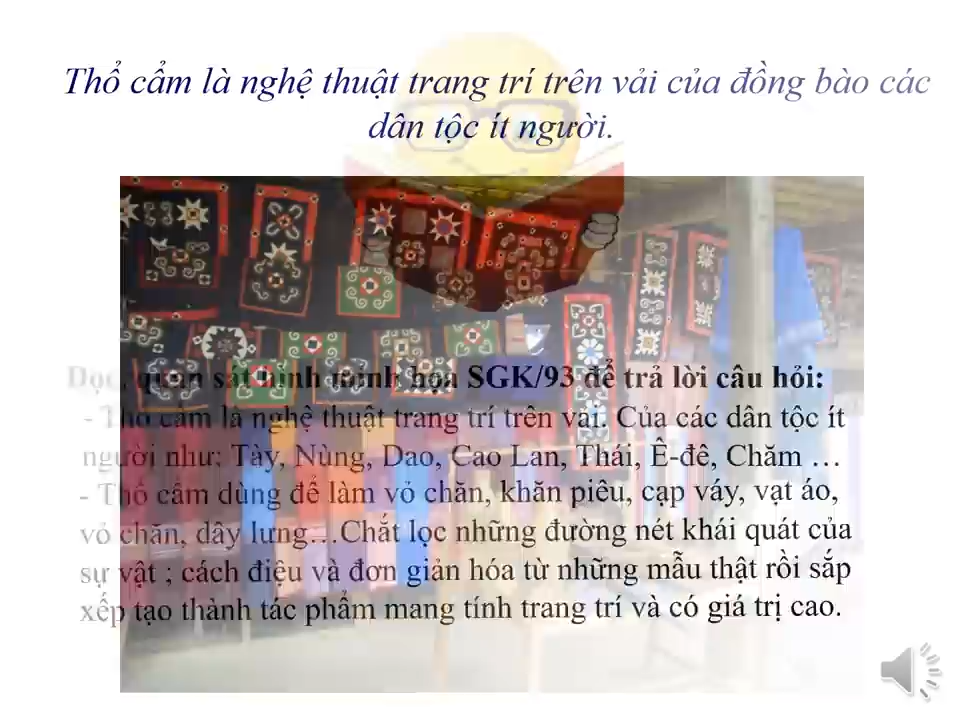 Thổ cẩm là nghệ thuật trang trí trên vải của đồng bào các
dân tộc ít người.
Đọc, quan sát hình minh họa SGK/93 để trả lời câu hỏi:
- Thổ cẩm là nghệ thuật trang trí trên vải. Của các dân tộc ít
người như: Tày, Nùng, Dao, Cao Lan, Thái, Ê-đê, Chăm …
- Thổ cẩm dùng để làm vỏ chăn, khăn piêu, cạp váy, vạt áo,
vỏ chăn, dây lưng…Chắt lọc những đường nét khái quát của
sự vật ; cách điệu và đơn giản hóa từ những mẫu thật rồi sắp
xếp tạo thành tác phẩm mang tính trang trí và có giá trị cao.